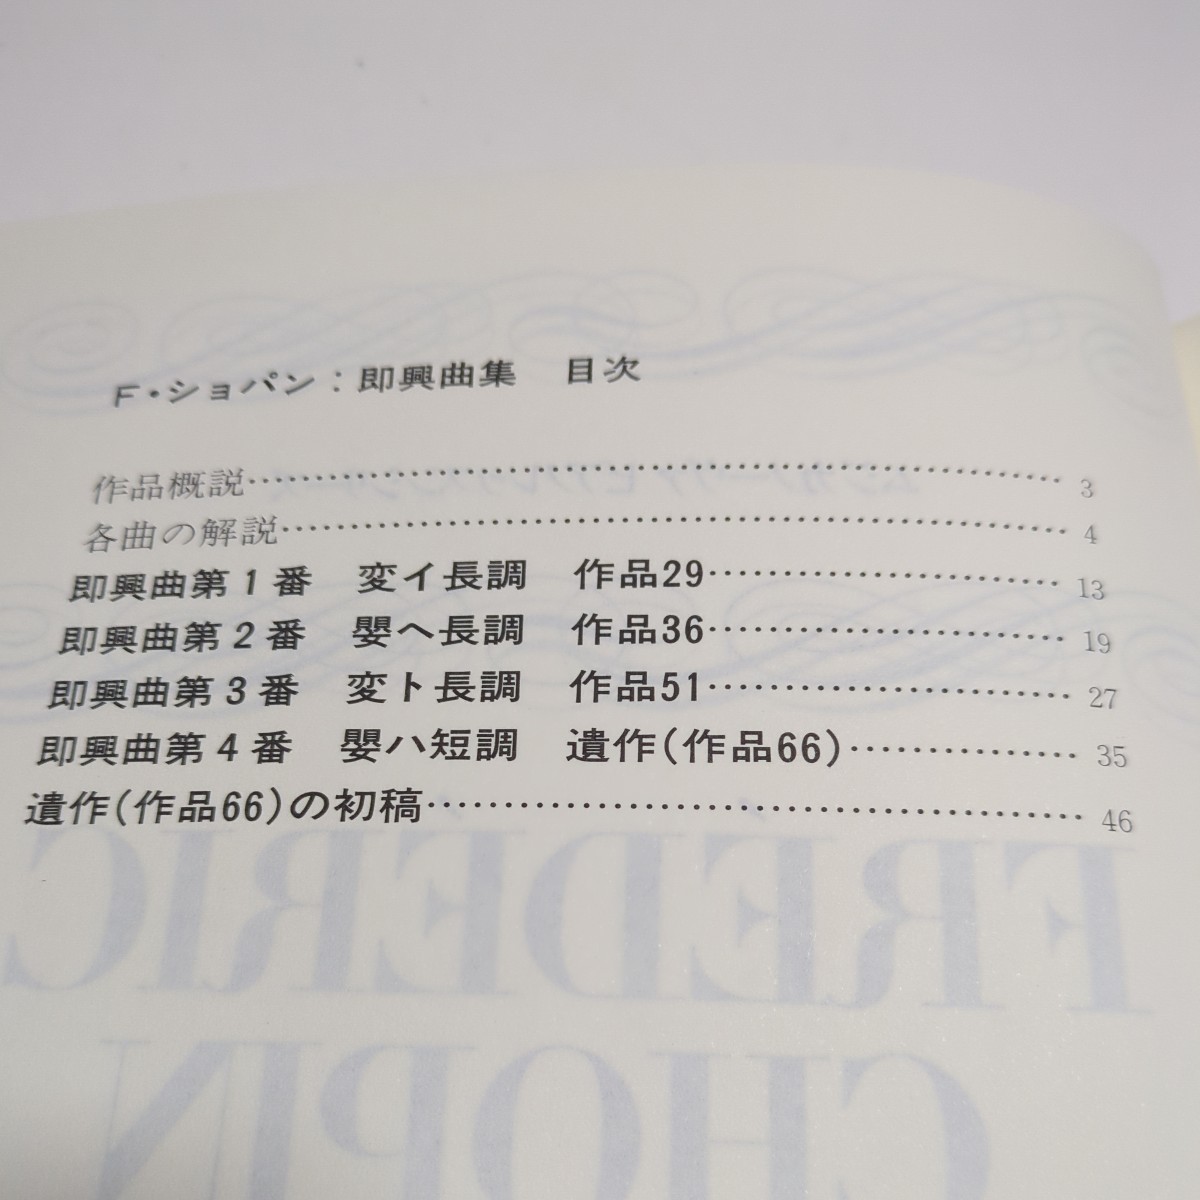 F・ショパン：即興曲集　目次
作品概説…………………………………………………… 3
各曲の解説………………………………………………… 4
即興曲第1番　変イ長調　作品29………………………… 13
即興曲第2番　嬰ヘ長調　作品36………………………… 19
即興曲第3番　変ト長調　作品51………………………… 27
即興曲第4番　嬰ハ短調　遺作(作品66)……………… 35
遺作(作品66)の初稿……………………………………… 46
FRÉDÉRIC
CHOPIN